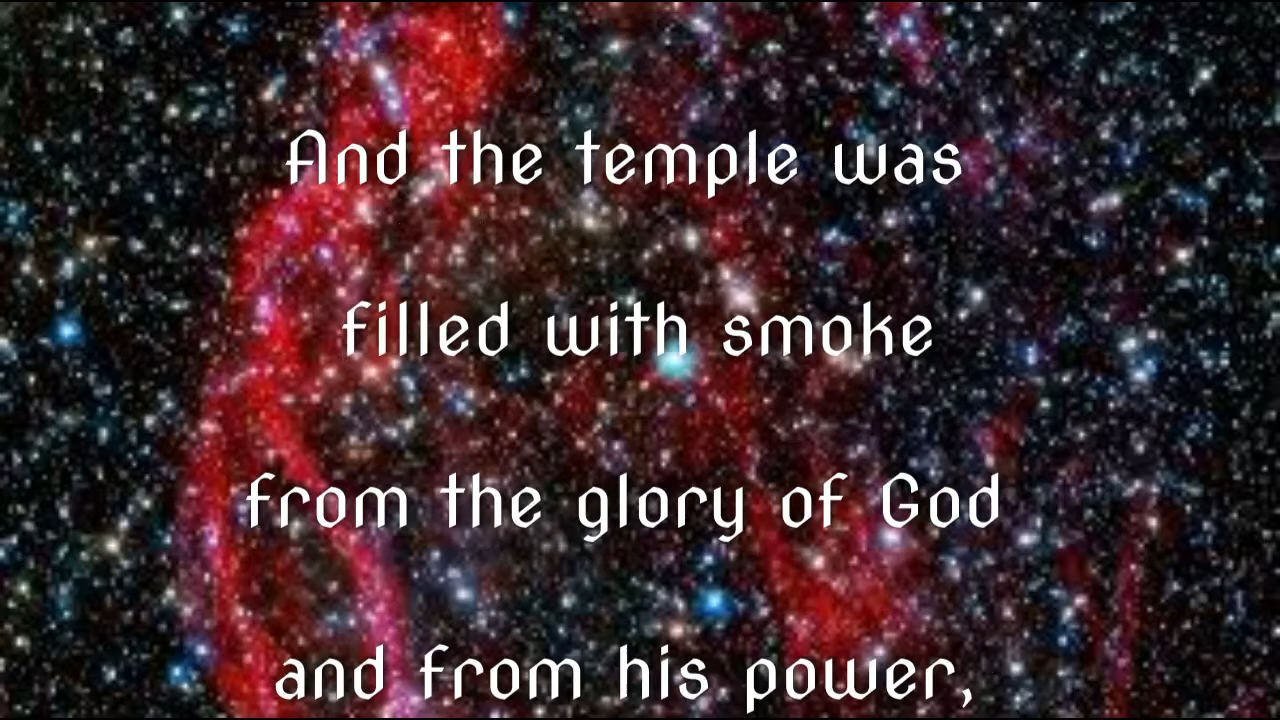 And the temple was
filled with smoke
from the glory of God
and from his power,